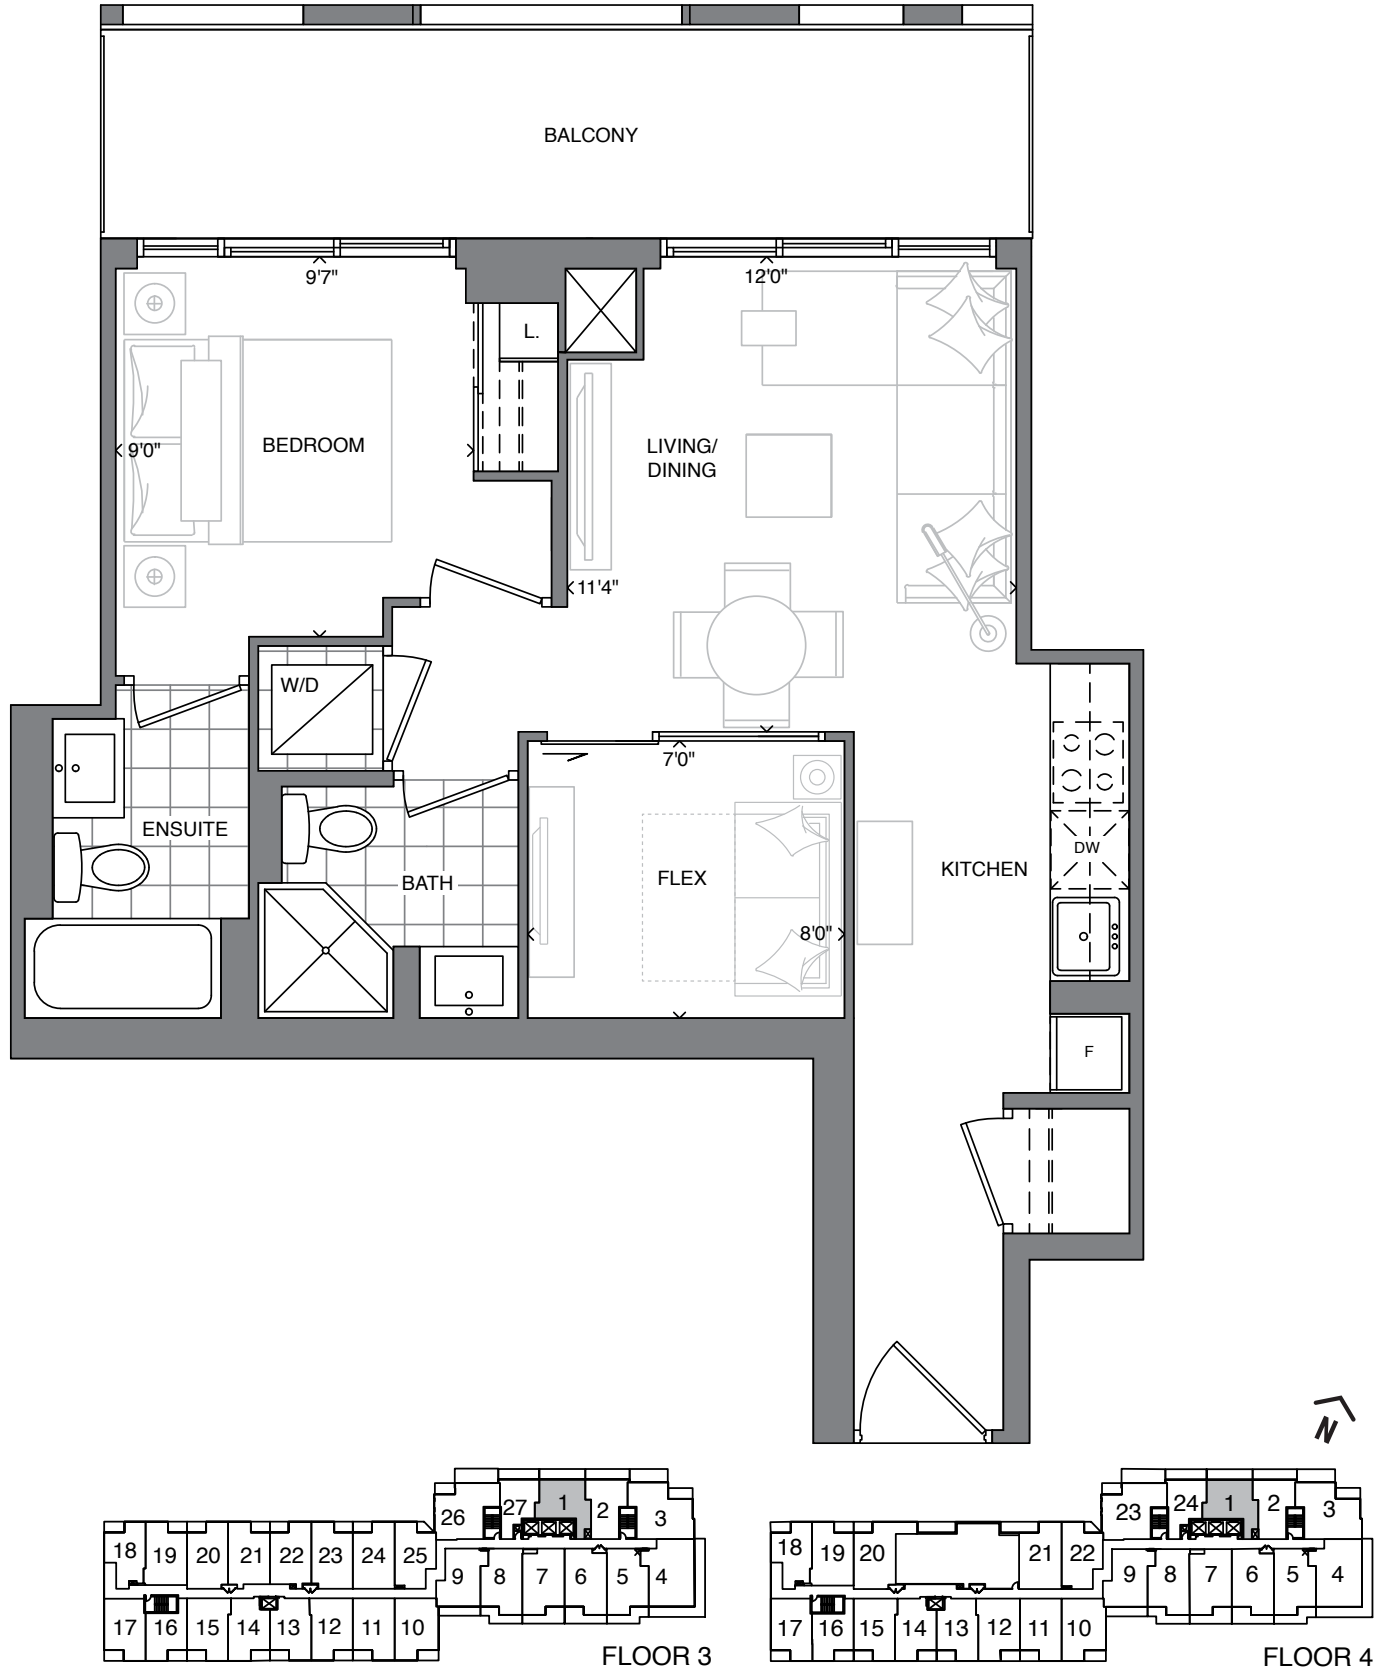 BALCONY
9'7"
12'0"
L.
BEDROOM
9'0"
LIVING/
DINING
11'4"
W/D
7'0"
ENSUITE
BATH
FLEX
8'0"
KITCHEN
DW
F
N
26 27 1 2 3
18 19 20 21 22 23 24 25
9 8 7 6 5 4
17 16 15 14 13 12 11 10
FLOOR 3
23 24 1 2 3
18 19 20 21 22
9 8 7 6 5 4
17 16 15 14 13 12 11 10
FLOOR 4